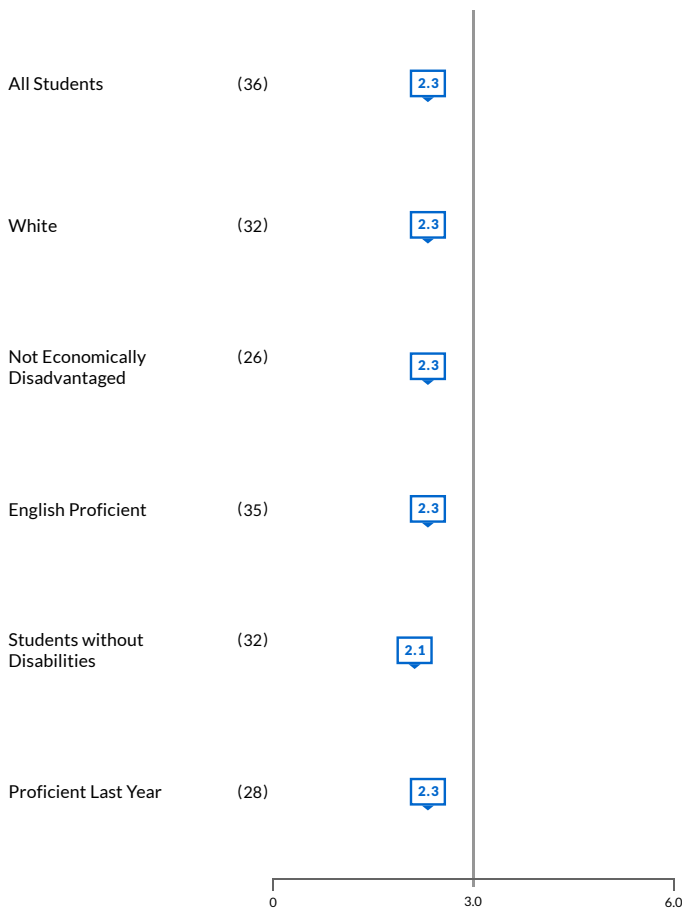 All Students (36) 2.3
White (32) 2.3
Not Economically (26) 2.3
Disadvantaged
English Proficient (35) 2.3
Students without (32) 2.1
Disabilities
Proficient Last Year (28) 2.3
0 3.0 6.0